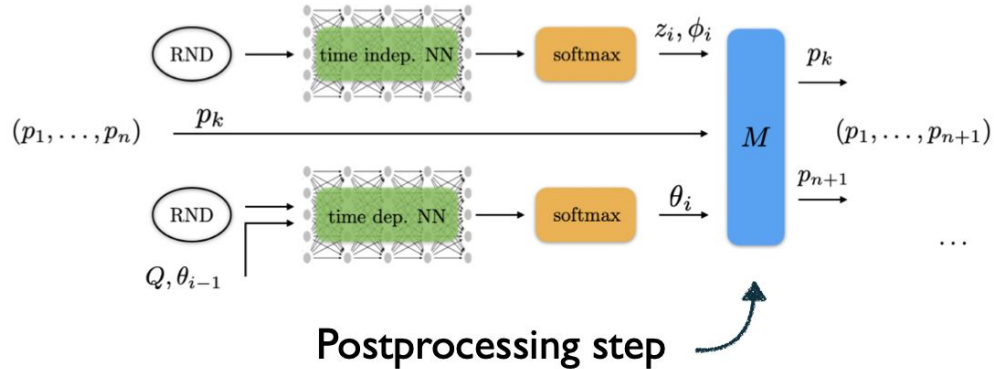 z_i, ϕ_i
RND
time indep. NN
softmax
p_k
(p_1, ..., p_n)
p_k
M
(p_1, ..., p_{n+1})
p_{n+1}
RND
time dep. NN
softmax
θ_i
Q, θ_{i−1}
...
Postprocessing step